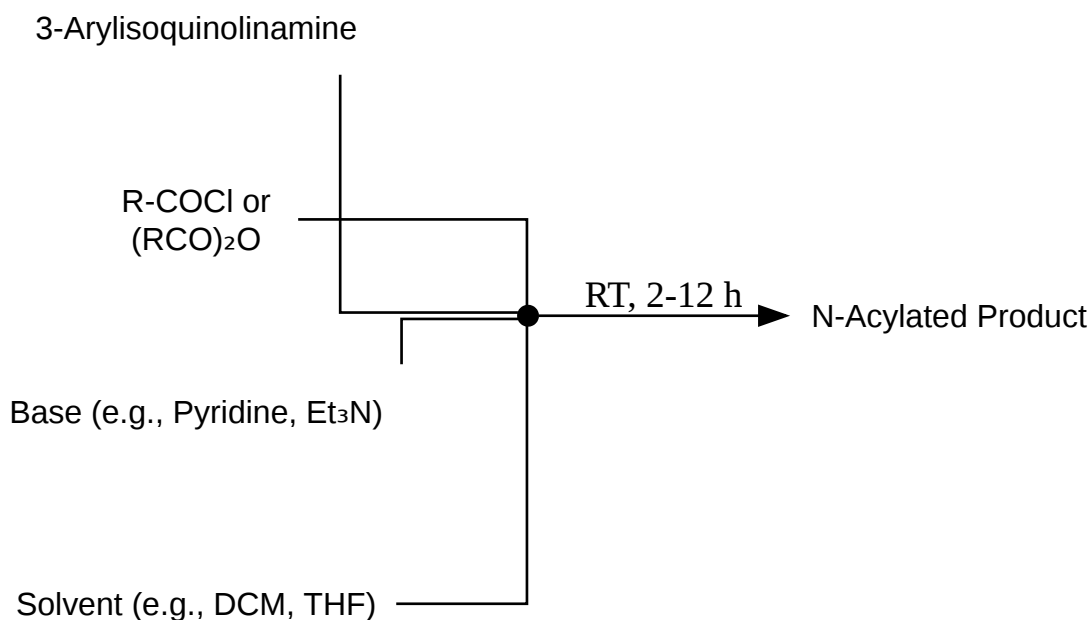 3-Arylisoquinolinamine
R-COCl or
(RCO)₂O
RT, 2-12 h
N-Acylated Product
Base (e.g., Pyridine, Et₃N)
Solvent (e.g., DCM, THF)